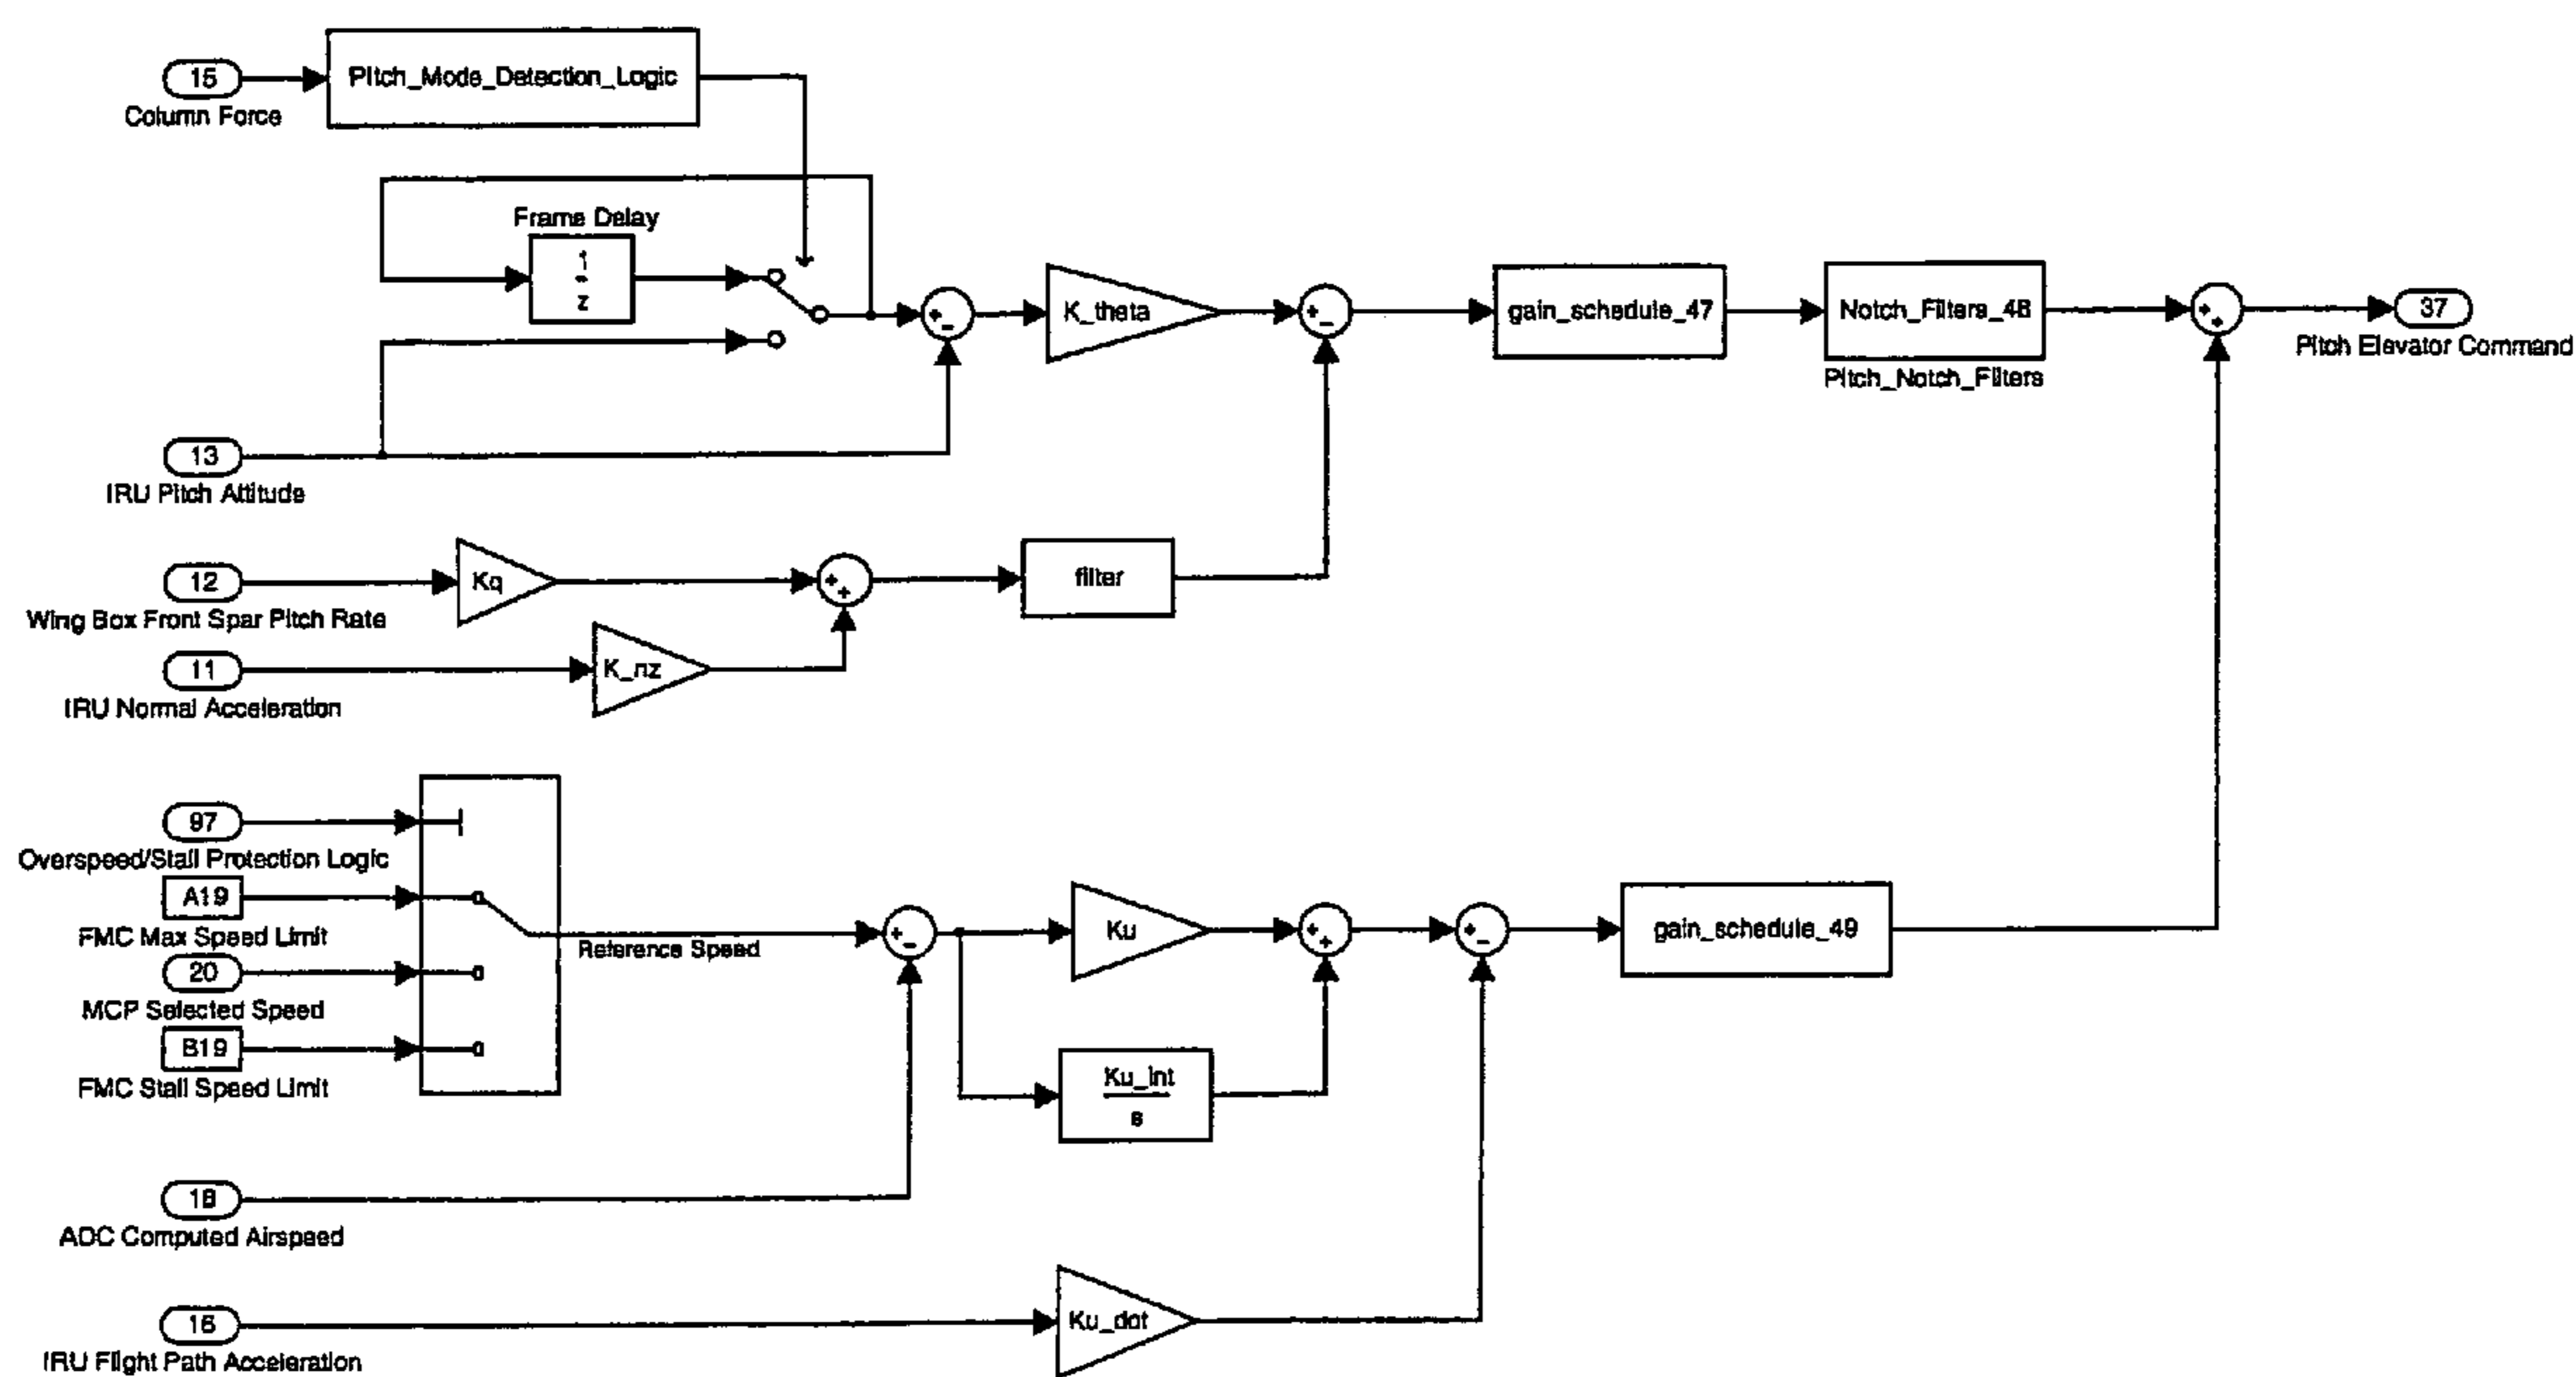 15
Column Force
Pitch_Mode_Detection_Logic
Frame Delay
1
z
13
IRU Pitch Attitude
K_theta
gain_schedule_47
Notch_Filters_48
Pitch_Notch_Filters
37
Pitch Elevator Command
12
Wing Box Front Spar Pitch Rate
Kq
filter
11
IRU Normal Acceleration
K_nz
97
Overspeed/Stall Protection Logic
A19
FMC Max Speed Limit
20
MCP Selected Speed
B19
FMC Stall Speed Limit
Reference Speed
Ku
Ku_int
s
gain_schedule_49
18
ADC Computed Airspeed
16
IRU Flight Path Acceleration
Ku_dot